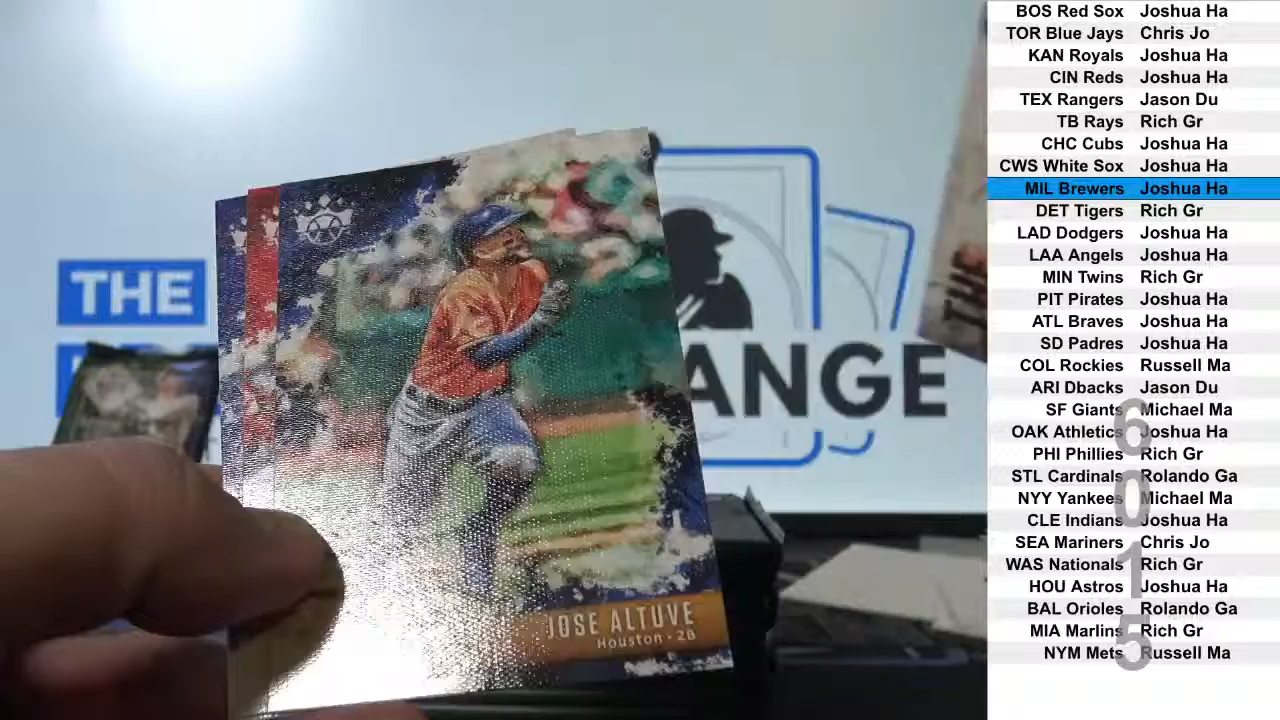 THE
ANGE
JOSE ALTUVE
HOUSTON • 2B
THE
BOS Red Sox Joshua Ha
TOR Blue Jays Chris Jo
KAN Royals Joshua Ha
CIN Reds Joshua Ha
TEX Rangers Jason Du
TB Rays Rich Gr
CHC Cubs Joshua Ha
CWS White Sox Joshua Ha
MIL Brewers Joshua Ha
DET Tigers Rich Gr
LAD Dodgers Joshua Ha
LAA Angels Joshua Ha
MIN Twins Rich Gr
PIT Pirates Joshua Ha
ATL Braves Joshua Ha
SD Padres Joshua Ha
COL Rockies Russell Ma
ARI Dbacks Jason Du
SF Giants Michael Ma
OAK Athletics Joshua Ha
PHI Phillies Rich Gr
STL Cardinals Rolando Ga
NYY Yankees Michael Ma
CLE Indians Joshua Ha
SEA Mariners Chris Jo
WAS Nationals Rich Gr
HOU Astros Joshua Ha
BAL Orioles Rolando Ga
MIA Marlins Rich Gr
NYM Mets Russell Ma
6015